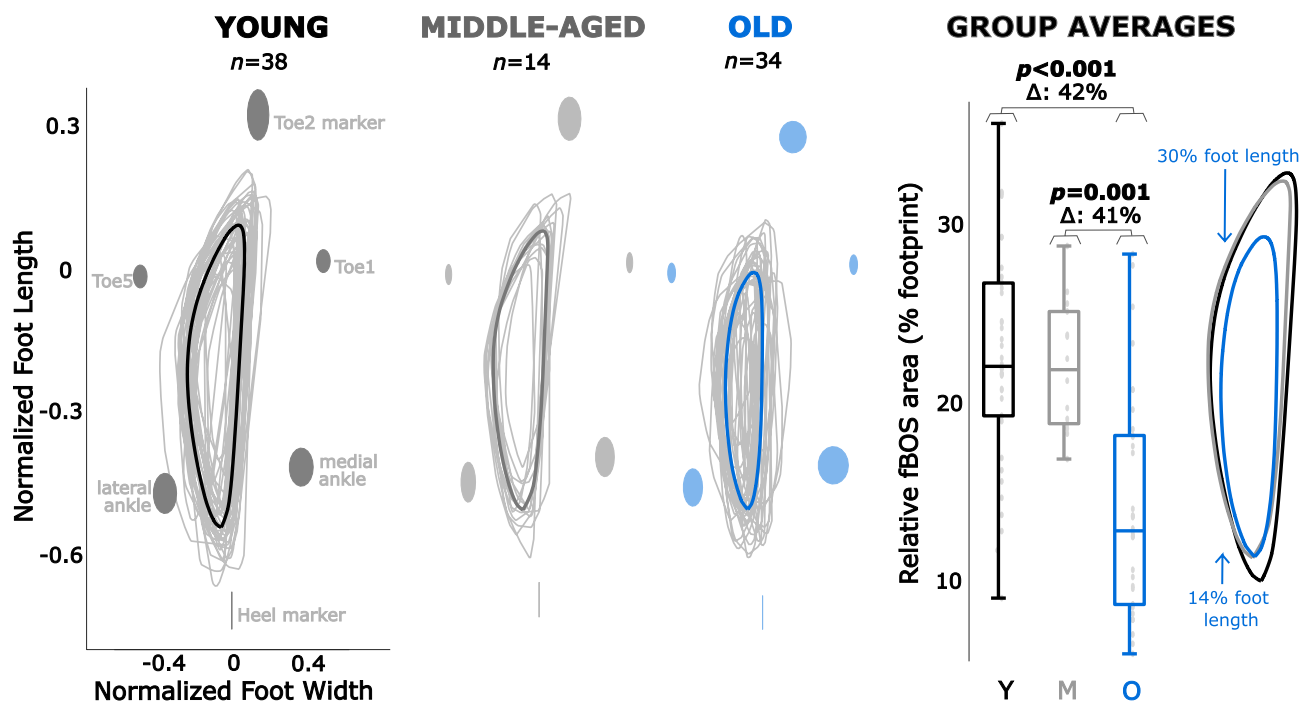 YOUNG
n=38
MIDDLE-AGED
n=14
OLD
n=34
GROUP AVERAGES
p<0.001
Δ: 42%
p=0.001
Δ: 41%
30% foot length
14% foot
length
Normalized Foot Length
0.3
0
-0.3
-0.6
Toe2 marker
Toe5
Toe1
lateral
ankle
medial
ankle
Heel marker
-0.4
0
0.4
Normalized Foot Width
Relative fBOS area (% footprint)
30
20
10
Y
M
O